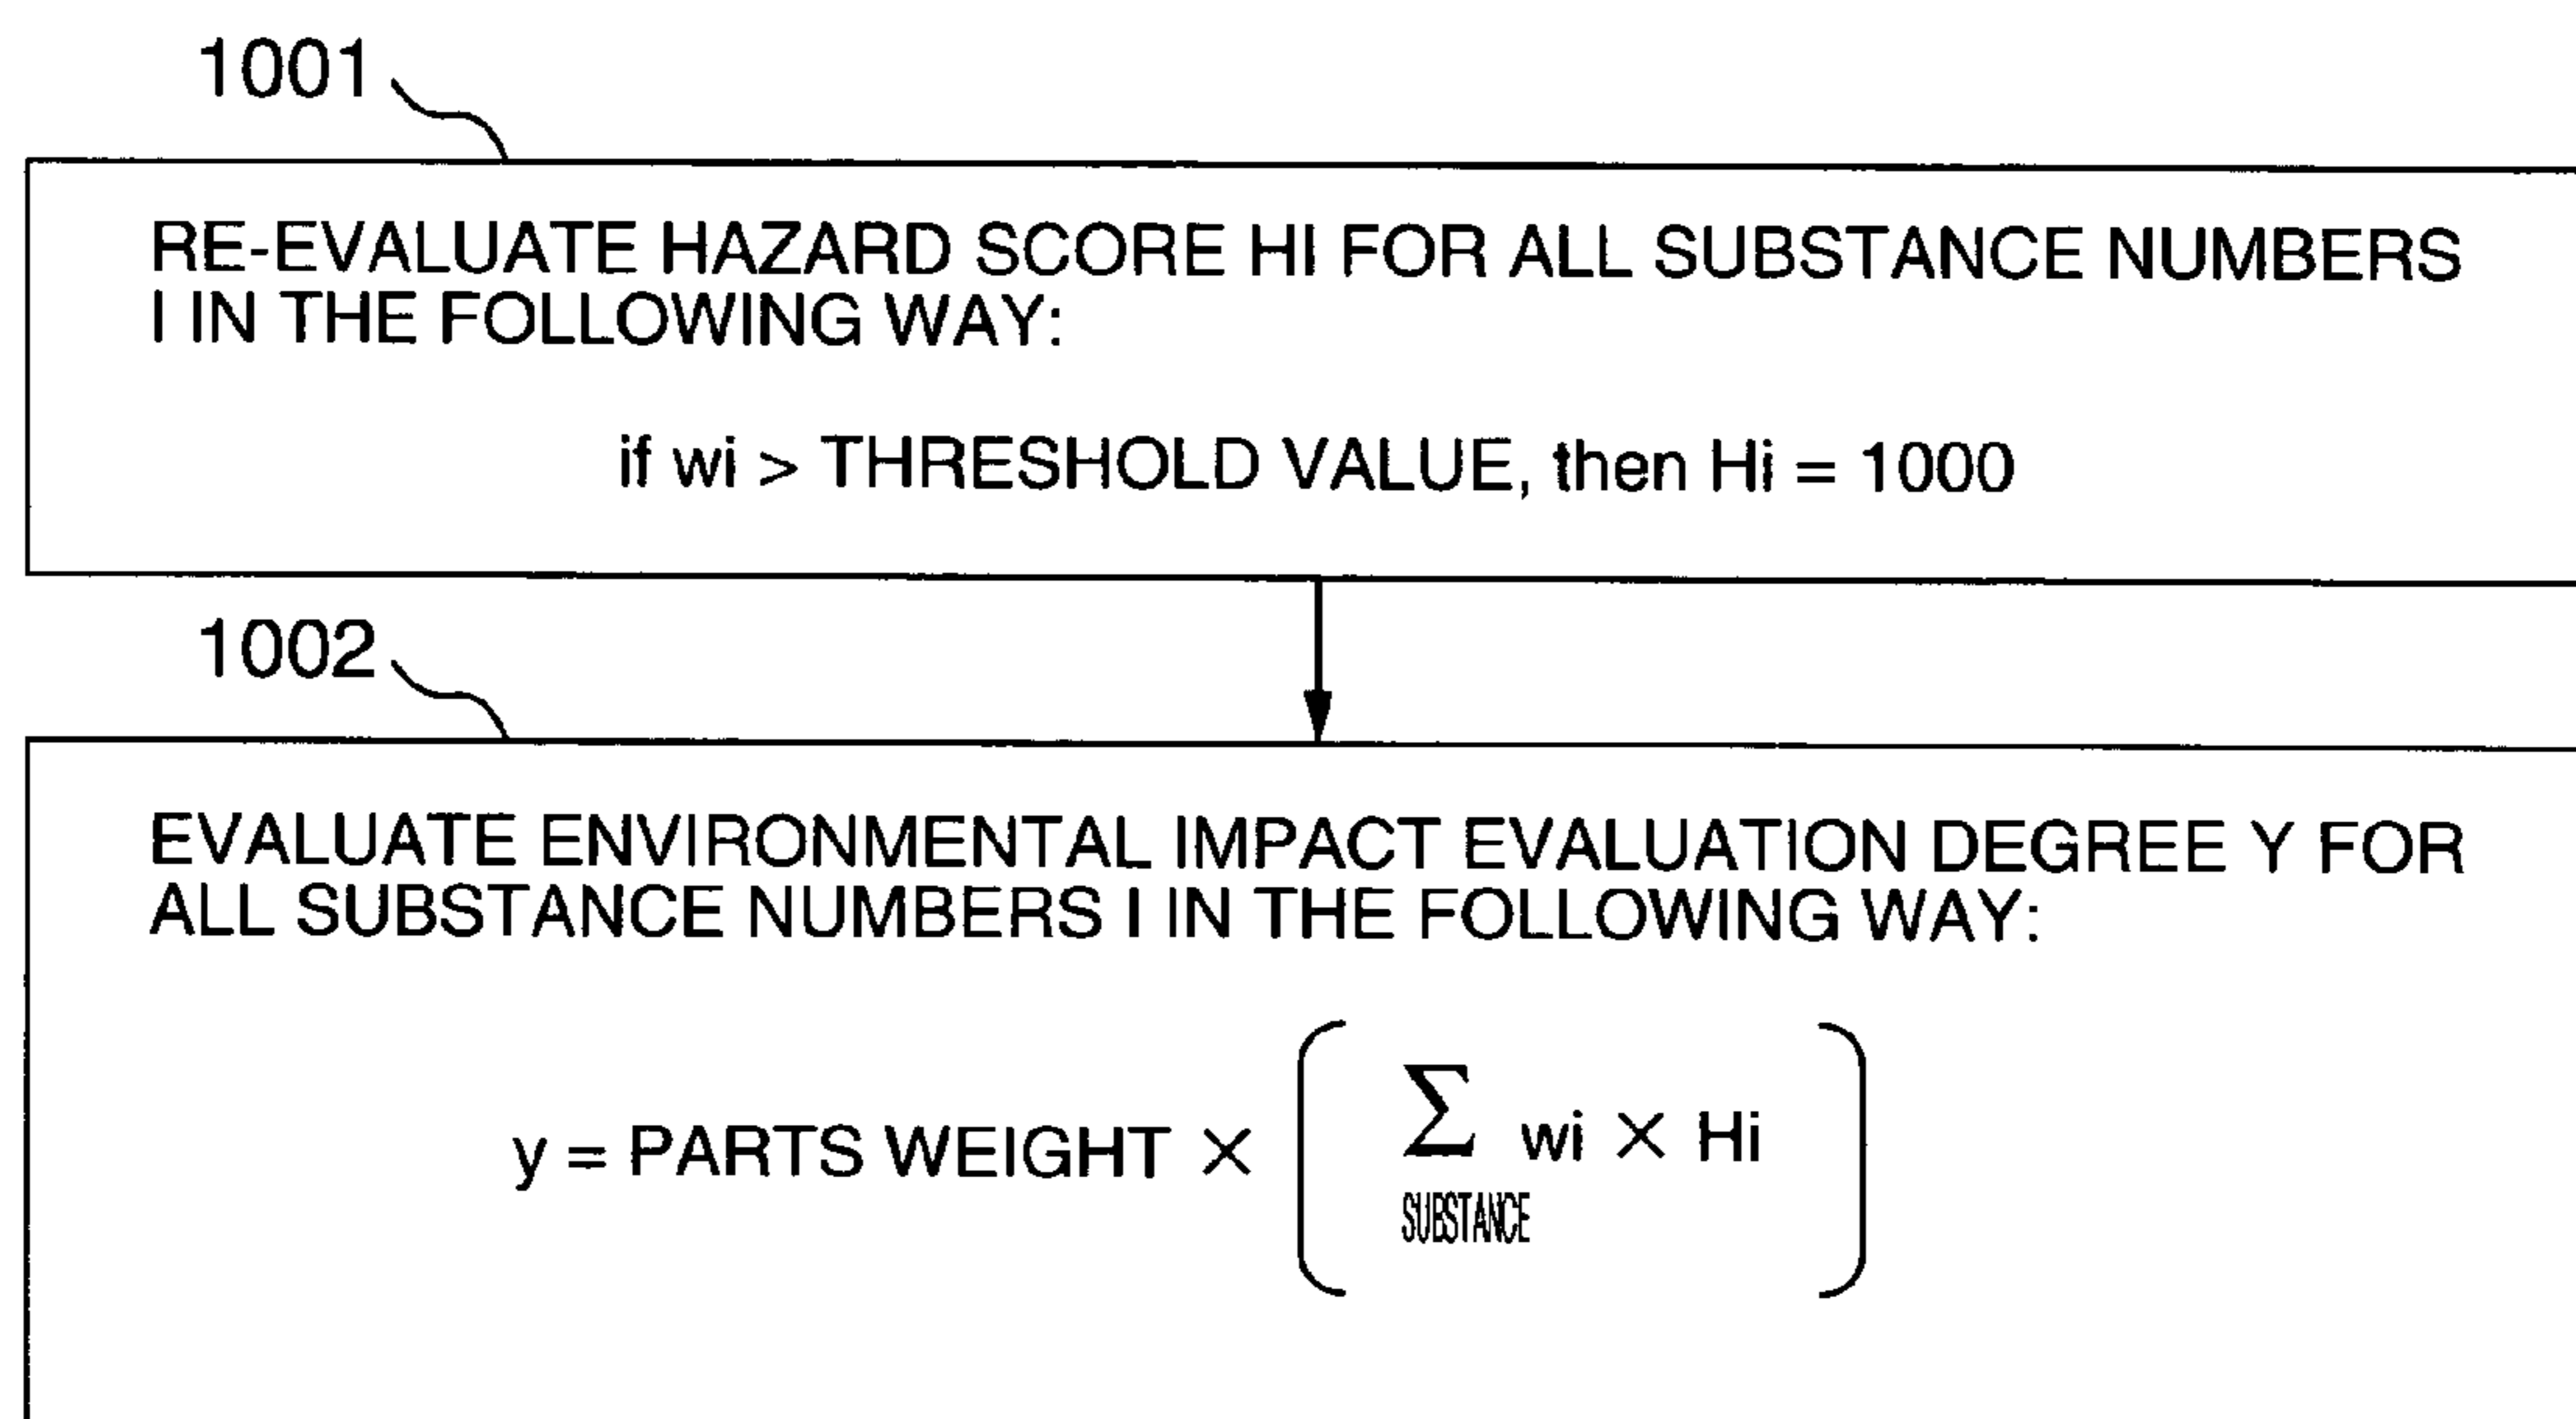 1001
RE-EVALUATE HAZARD SCORE HI FOR ALL SUBSTANCE NUMBERS
I IN THE FOLLOWING WAY:
if wi > THRESHOLD VALUE, then Hi = 1000
1002
EVALUATE ENVIRONMENTAL IMPACT EVALUATION DEGREE Y FOR
ALL SUBSTANCE NUMBERS I IN THE FOLLOWING WAY:
y = PARTS WEIGHT × ( Σ wi × Hi )
SUBSTANCE